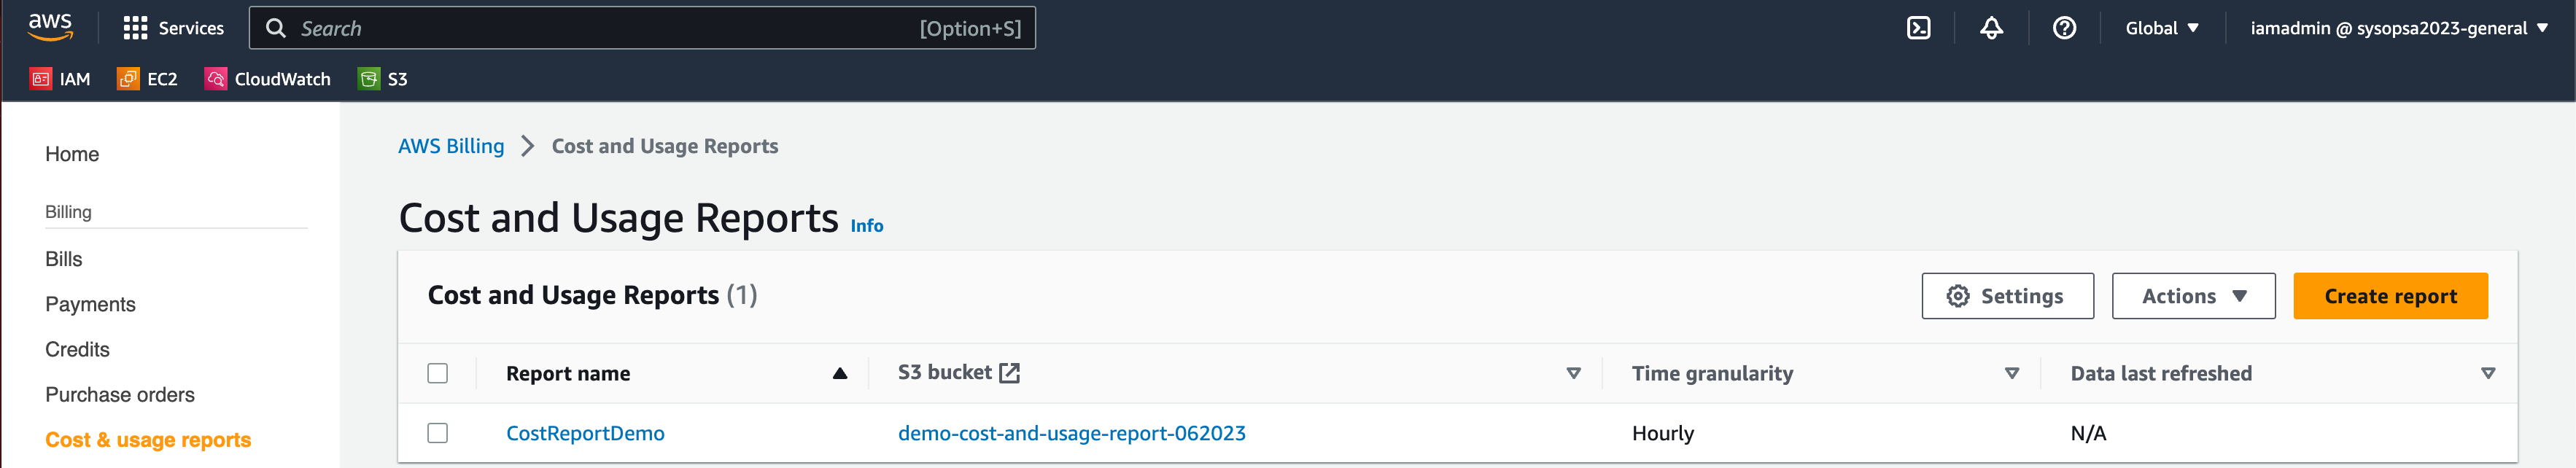 aws
Services
Search
[Option+S]
Global
iamadmin @ sysopsa2023-general
IAM
EC2
CloudWatch
S3
Home
Billing
Bills
Payments
Credits
Purchase orders
Cost & usage reports
AWS Billing
Cost and Usage Reports
Cost and Usage Reports Info
Cost and Usage Reports (1)
Settings
Actions
Create report
Report name
S3 bucket
Time granularity
Data last refreshed
CostReportDemo
demo-cost-and-usage-report-062023
Hourly
N/A